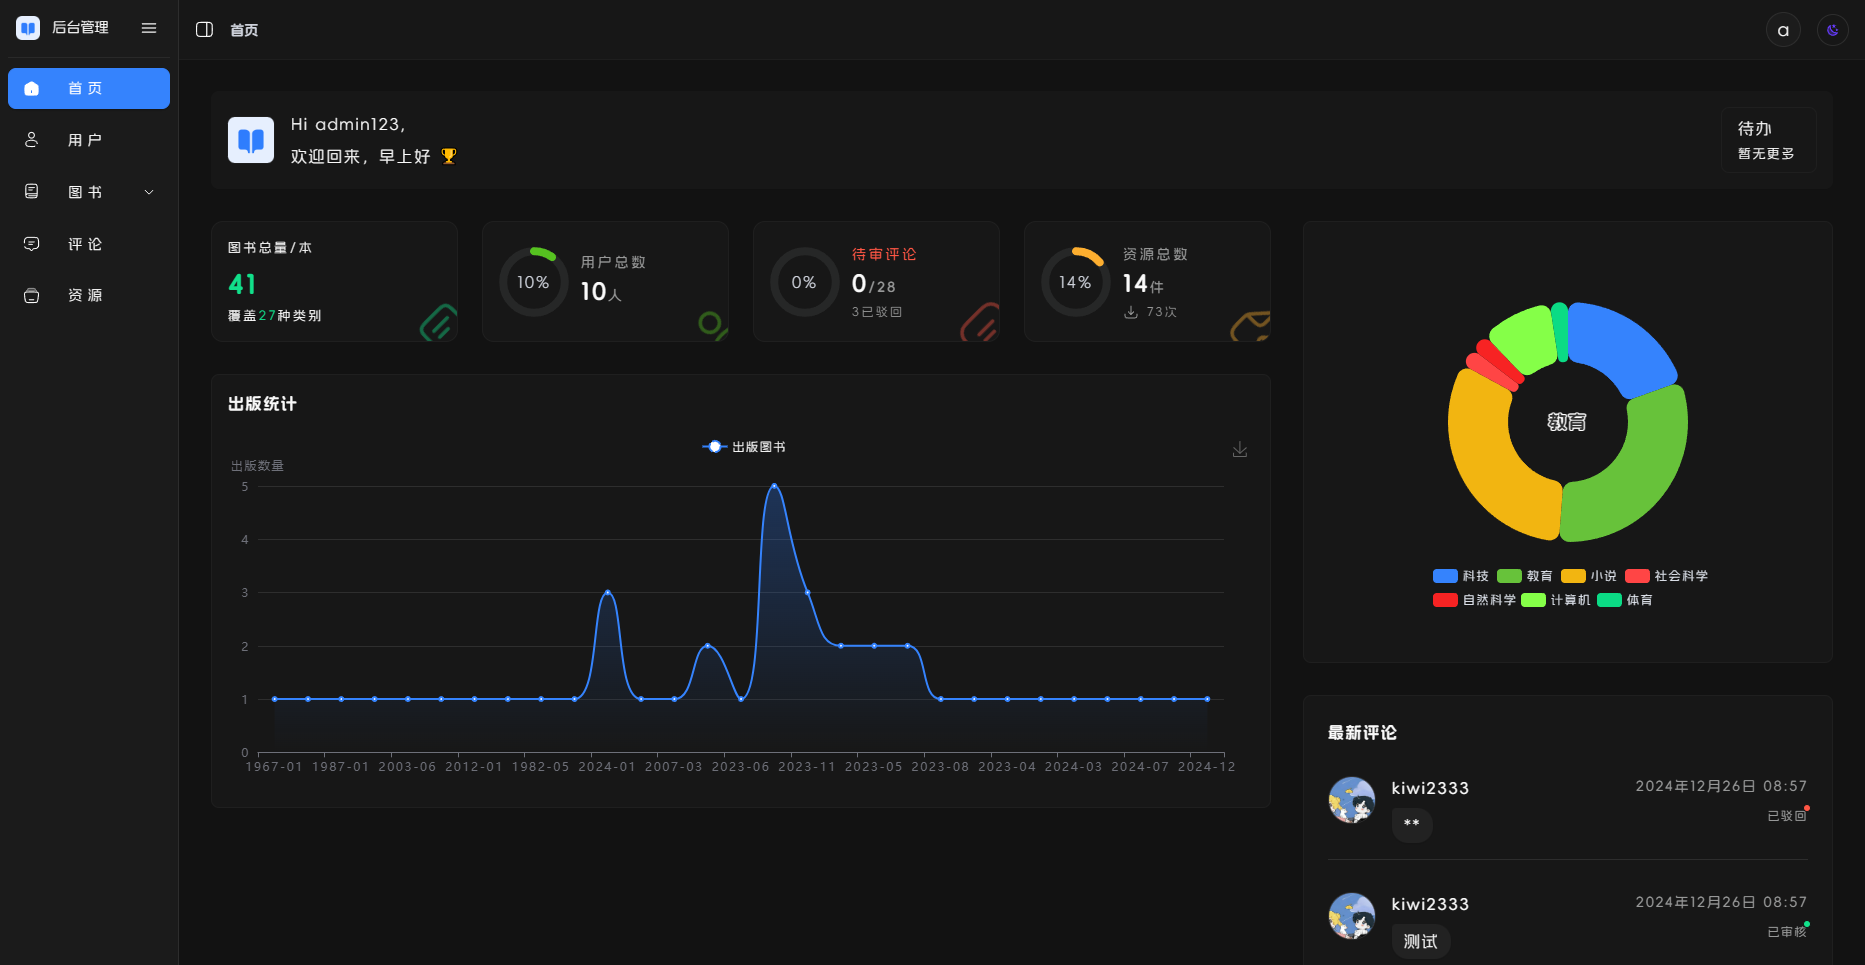 后台管理
首页
用户
图书
评论
资源
首页
a
Hi admin123,
欢迎回来，早上好
待办
暂无更多
图书总量/本
41
覆盖27种类别
10%
用户总数
10人
0%
待审评论
0/28
3已驳回
14%
资源总数
14件
73次
出版统计
出版图书
出版数量
5
4
3
2
1
0
1967-01 1987-01 2003-06 2012-01 1982-05 2024-01 2007-03 2023-06 2023-11 2023-05 2023-08 2023-04 2024-03 2024-07 2024-12
教育
科技 教育 小说 社会科学
自然科学 计算机 体育
最新评论
kiwi2333
2024年12月26日 08:57
已驳回
**
kiwi2333
2024年12月26日 08:57
已审核
测试